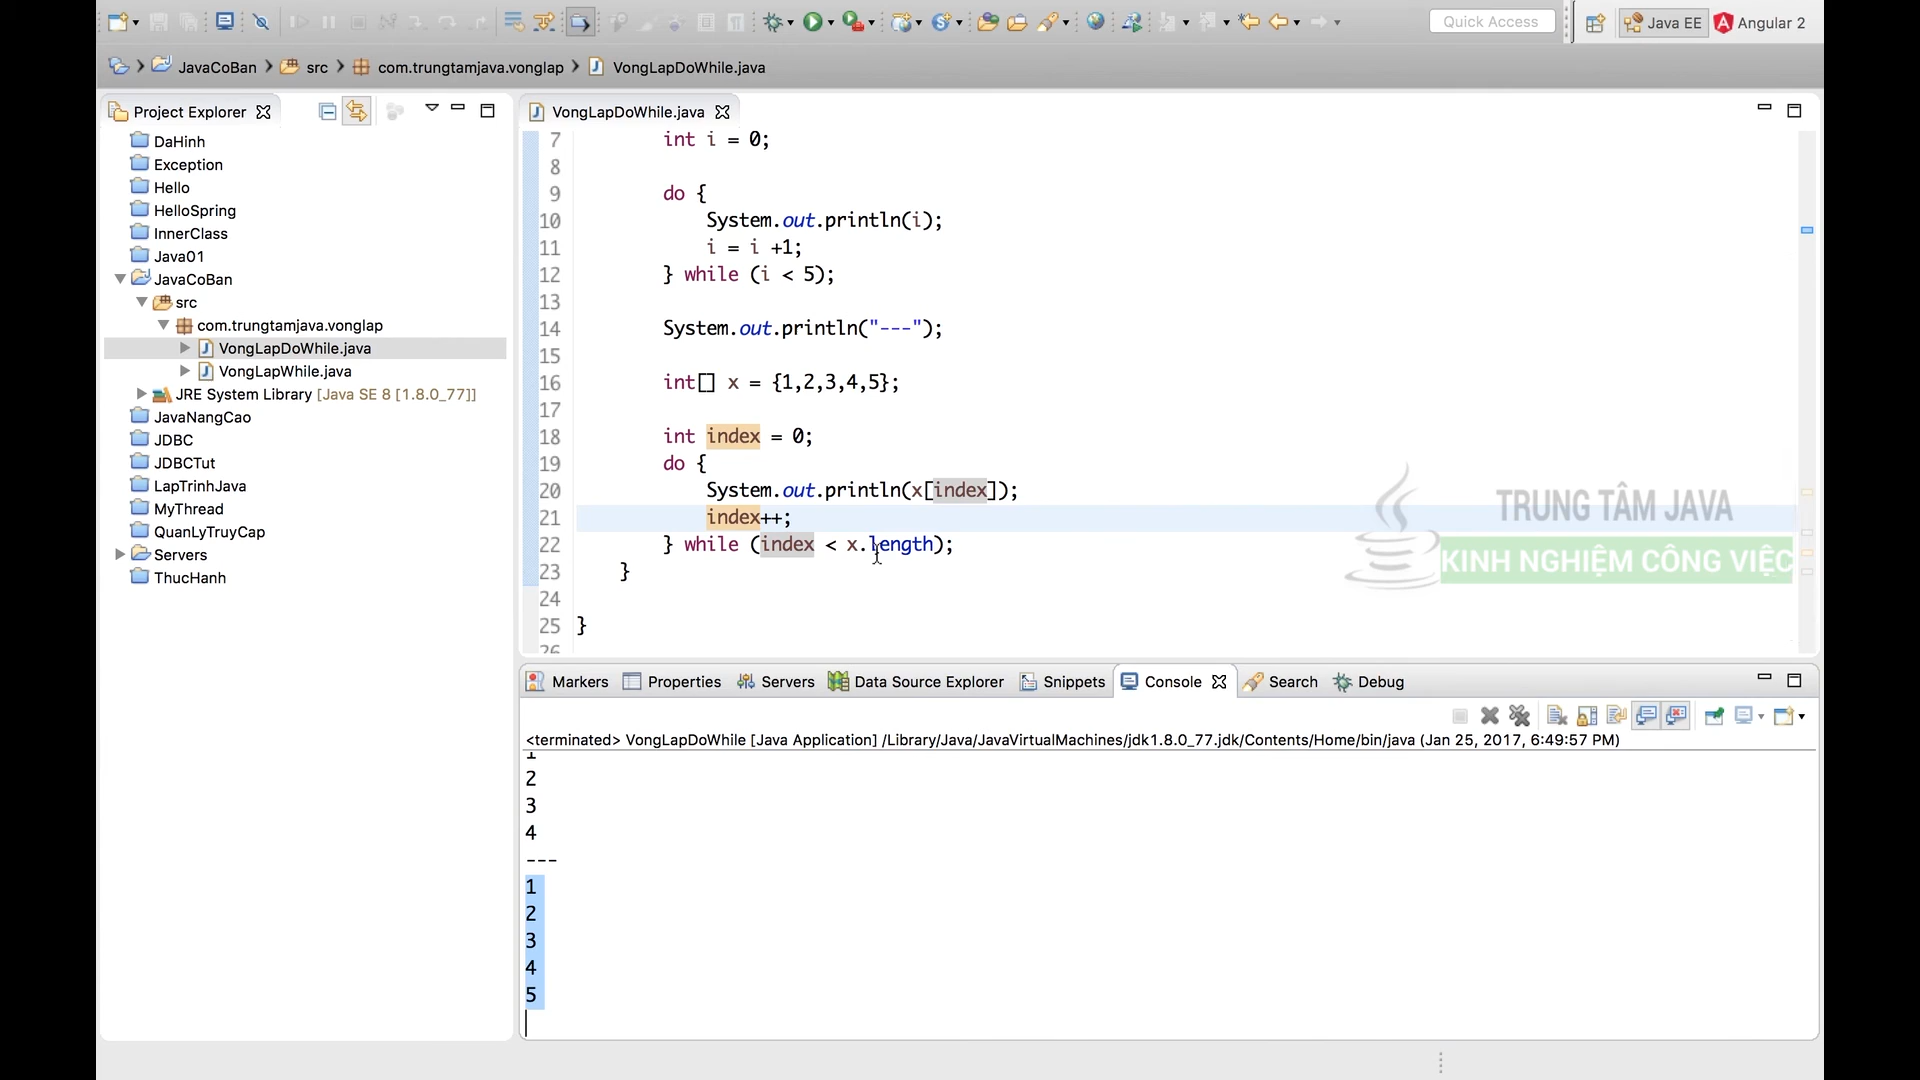 Quick Access
Java EE
Angular 2
JavaCoBan
src
com.trungtamjava.vonglap
VongLapDoWhile.java
Project Explorer
DaHinh
Exception
Hello
HelloSpring
InnerClass
Java01
JavaCoBan
src
com.trungtamjava.vonglap
VongLapDoWhile.java
VongLapWhile.java
JRE System Library [Java SE 8 [1.8.0_77]]
JavaNangCao
JDBC
JDBCTut
LapTrinhJava
MyThread
QuanLyTruyCap
Servers
ThucHanh
VongLapDoWhile.java
7 int i = 0;
8
9 do {
10 System.out.println(i);
11 i = i +1;
12 } while (i < 5);
13
14 System.out.println("---");
15
16 int[] x = {1,2,3,4,5};
17
18 int index = 0;
19 do {
20 System.out.println(x[index]);
21 index++;
22 } while (index < x.length);
23 }
24
25 }
26
TRUNG TÂM JAVA
KINH NGHIỆM CÔNG VIỆC
Markers
Properties
Servers
Data Source Explorer
Snippets
Console
Search
Debug
<terminated> VongLapDoWhile [Java Application] /Library/Java/JavaVirtualMachines/jdk1.8.0_77.jdk/Contents/Home/bin/java (Jan 25, 2017, 6:49:57 PM)
1
2
3
4
---
1
2
3
4
5